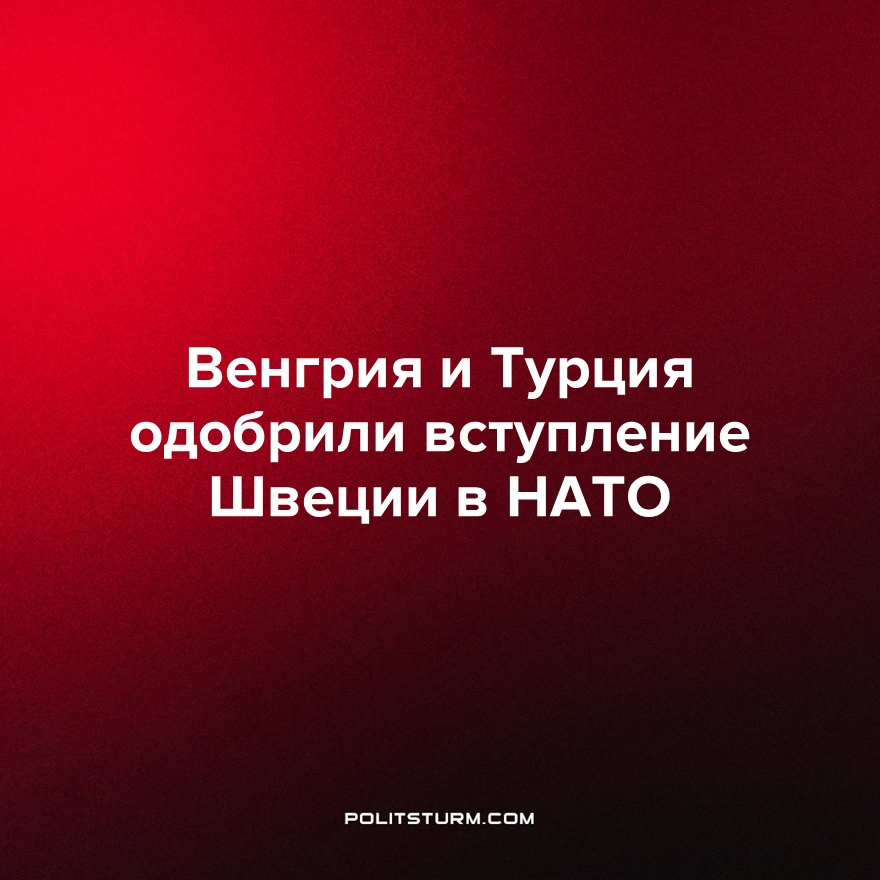 Венгрия и Турция
одобрили вступление
Швеции в НАТО
POLITSTURM.COM